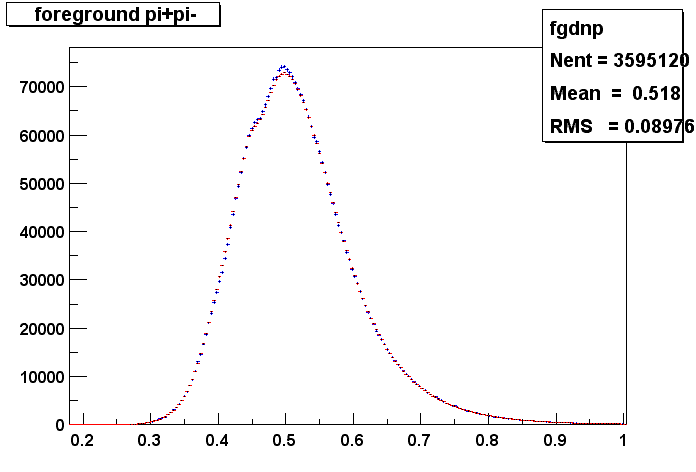 foreground pi+pi-
fgdnp
Nent = 3595120
Mean = 0.518
RMS = 0.08976
70000
60000
50000
40000
30000
20000
10000
0
0.2 0.3 0.4 0.5 0.6 0.7 0.8 0.9 1